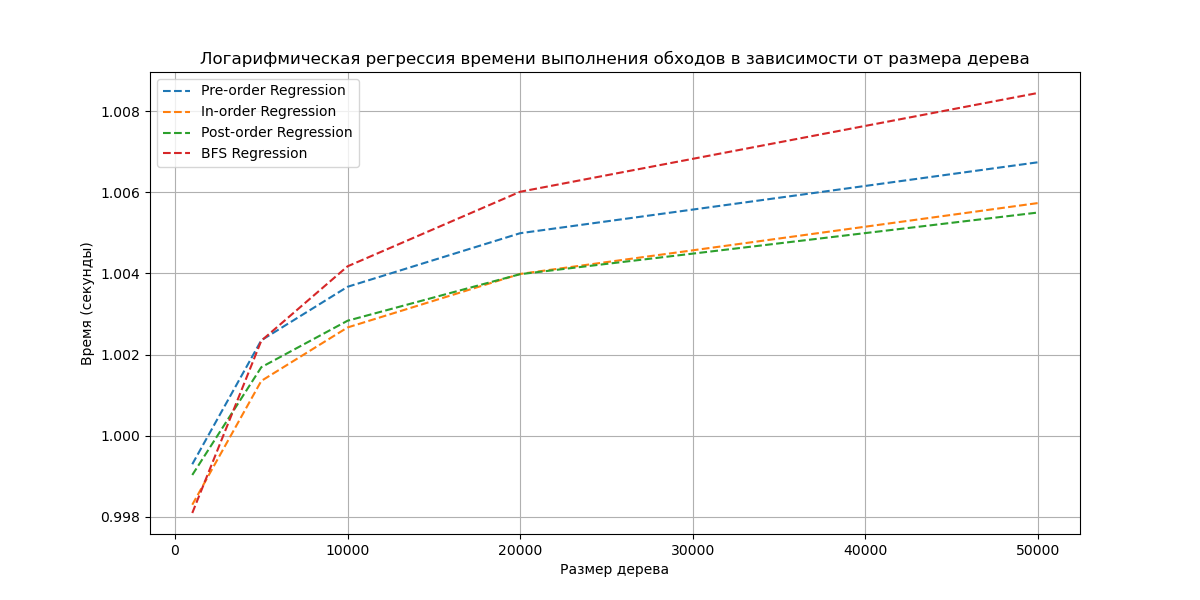 Логарифмическая регрессия времени выполнения обходов в зависимости от размера дерева
Pre-order Regression
In-order Regression
Post-order Regression
BFS Regression
Время (секунды)
1.008
1.006
1.004
1.002
1.000
0.998
0
10000
20000
30000
40000
50000
Размер дерева